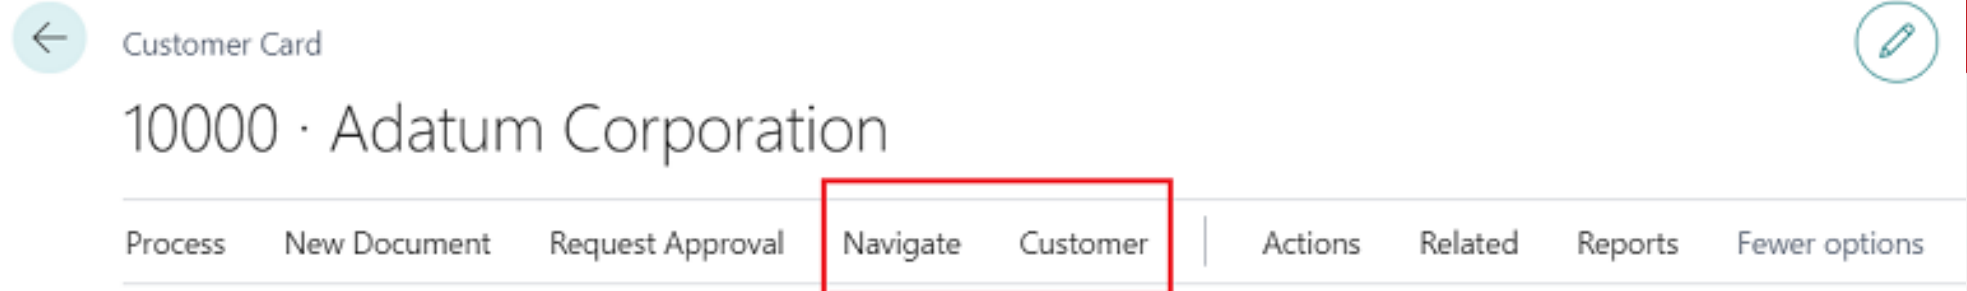 Customer Card
10000 · Adatum Corporation
Process New Document Request Approval Navigate Customer Actions Related Reports Fewer options